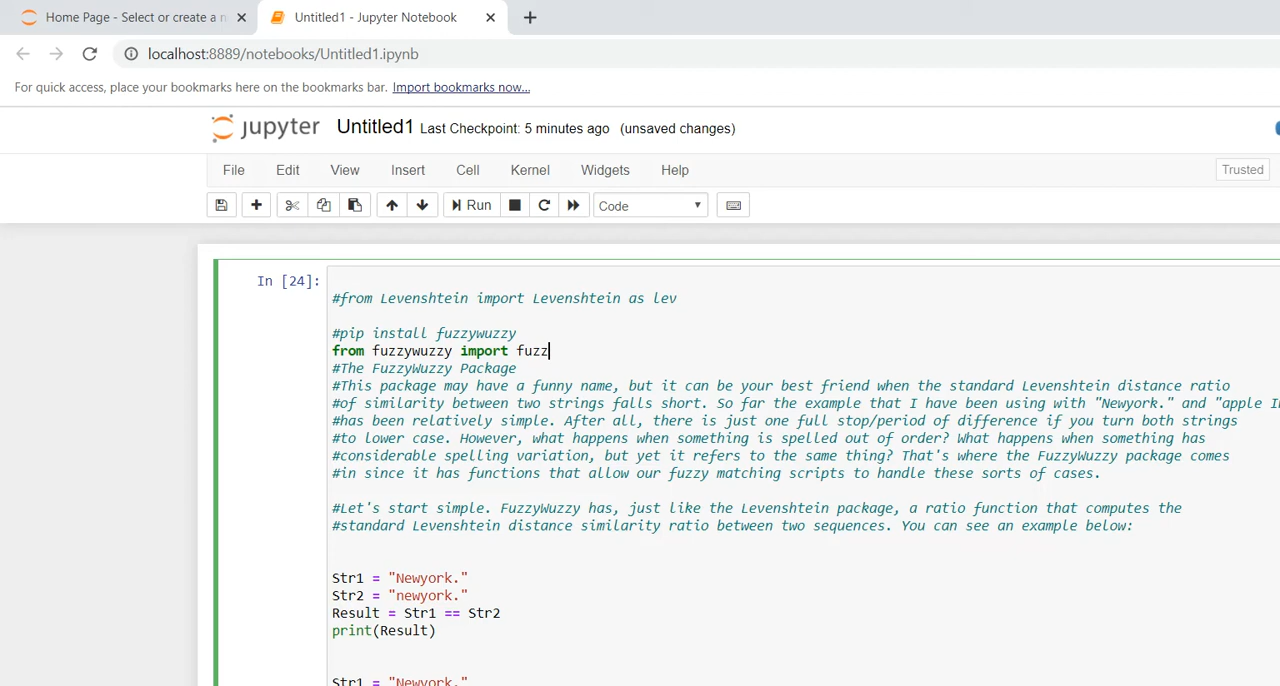 Home Page - Select or create a n
Untitled1 - Jupyter Notebook
localhost:8889/notebooks/Untitled1.ipynb
For quick access, place your bookmarks here on the bookmarks bar. Import bookmarks now...
jupyter Untitled1 Last Checkpoint: 5 minutes ago (unsaved changes)
File Edit View Insert Cell Kernel Widgets Help Trusted
Run Code
In [24]:
#from Levenshtein import Levenshtein as lev
#pip install fuzzywuzzy
from fuzzywuzzy import fuzz
#The FuzzyWuzzy Package
#This package may have a funny name, but it can be your best friend when the standard Levenshtein distance ratio
#of similarity between two strings falls short. So far the example that I have been using with "Newyork." and "apple I
#has been relatively simple. After all, there is just one full stop/period of difference if you turn both strings
#to lower case. However, what happens when something is spelled out of order? What happens when something has
#considerable spelling variation, but yet it refers to the same thing? That's where the FuzzyWuzzy package comes
#in since it has functions that allow our fuzzy matching scripts to handle these sorts of cases.
#Let's start simple. FuzzyWuzzy has, just like the Levenshtein package, a ratio function that computes the
#standard Levenshtein distance similarity ratio between two sequences. You can see an example below:
Str1 = "Newyork."
Str2 = "newyork."
Result = Str1 == Str2
print(Result)
Str1 = "Newyork."